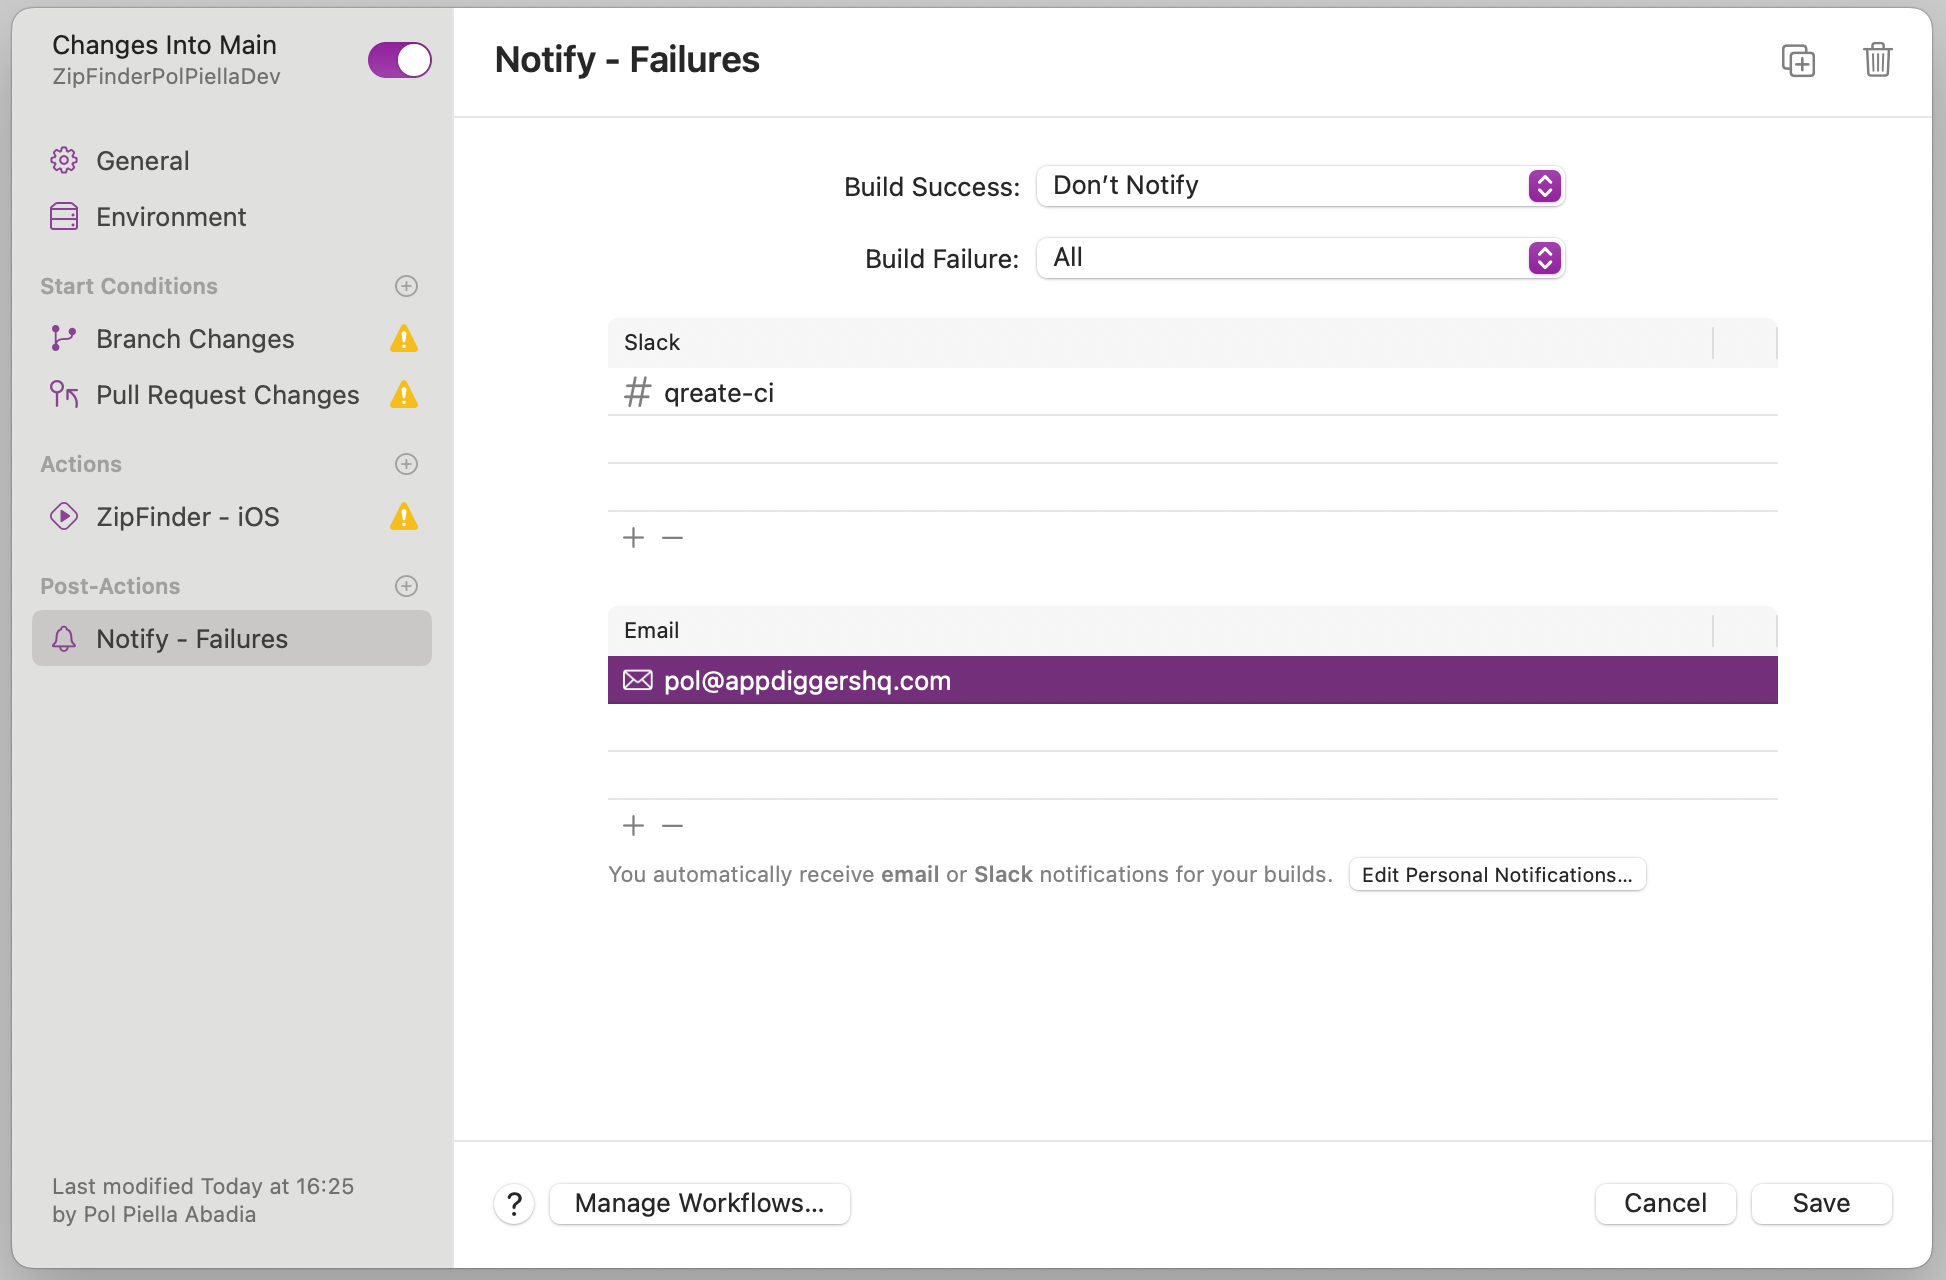 Changes Into Main
ZipFinderPolPiellaDev
General
Environment
Start Conditions
Branch Changes
Pull Request Changes
Actions
ZipFinder - iOS
Post-Actions
Notify - Failures
Last modified Today at 16:25
by Pol Piella Abadia
Notify - Failures
Build Success: Don’t Notify
Build Failure: All
Slack
# qreate-ci
+ −
Email
pol@appdiggershq.com
+ −
You automatically receive email or Slack notifications for your builds. Edit Personal Notifications...
? Manage Workflows... Cancel Save